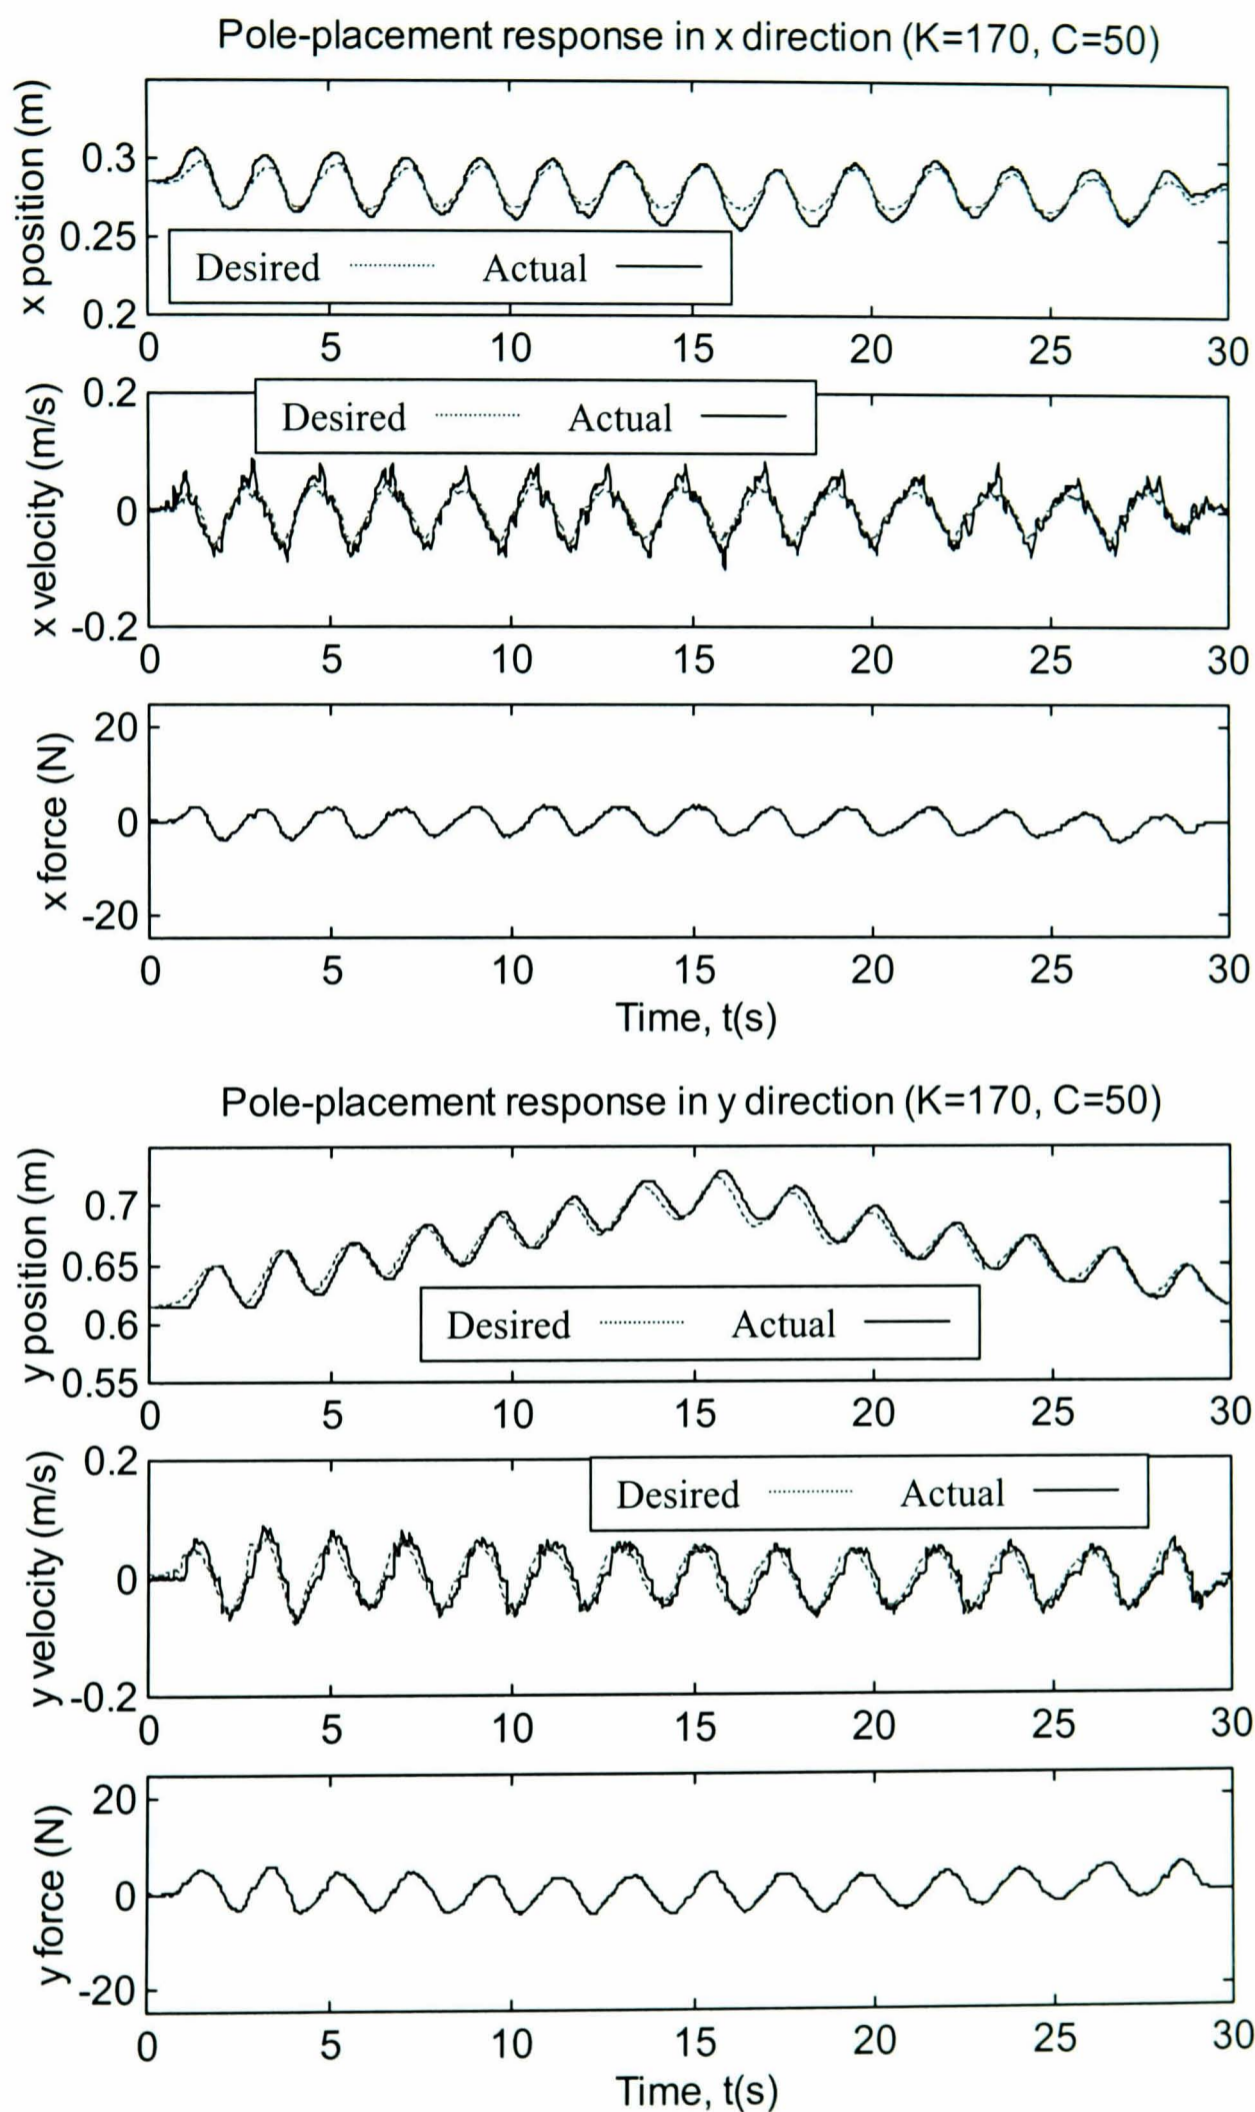 Pole-placement response in x direction (K=170, C=50)
x position (m)
0.3
0.25
0.2
Desired Actual
0 5 10 15 20 25 30
x velocity (m/s)
0.2
0
-0.2
Desired Actual
0 5 10 15 20 25 30
x force (N)
20
0
-20
0 5 10 15 20 25 30
Time, t(s)
Pole-placement response in y direction (K=170, C=50)
y position (m)
0.7
0.65
0.6
0.55
Desired Actual
0 5 10 15 20 25 30
y velocity (m/s)
0.2
0
-0.2
Desired Actual
0 5 10 15 20 25 30
y force (N)
20
0
-20
0 5 10 15 20 25 30
Time, t(s)